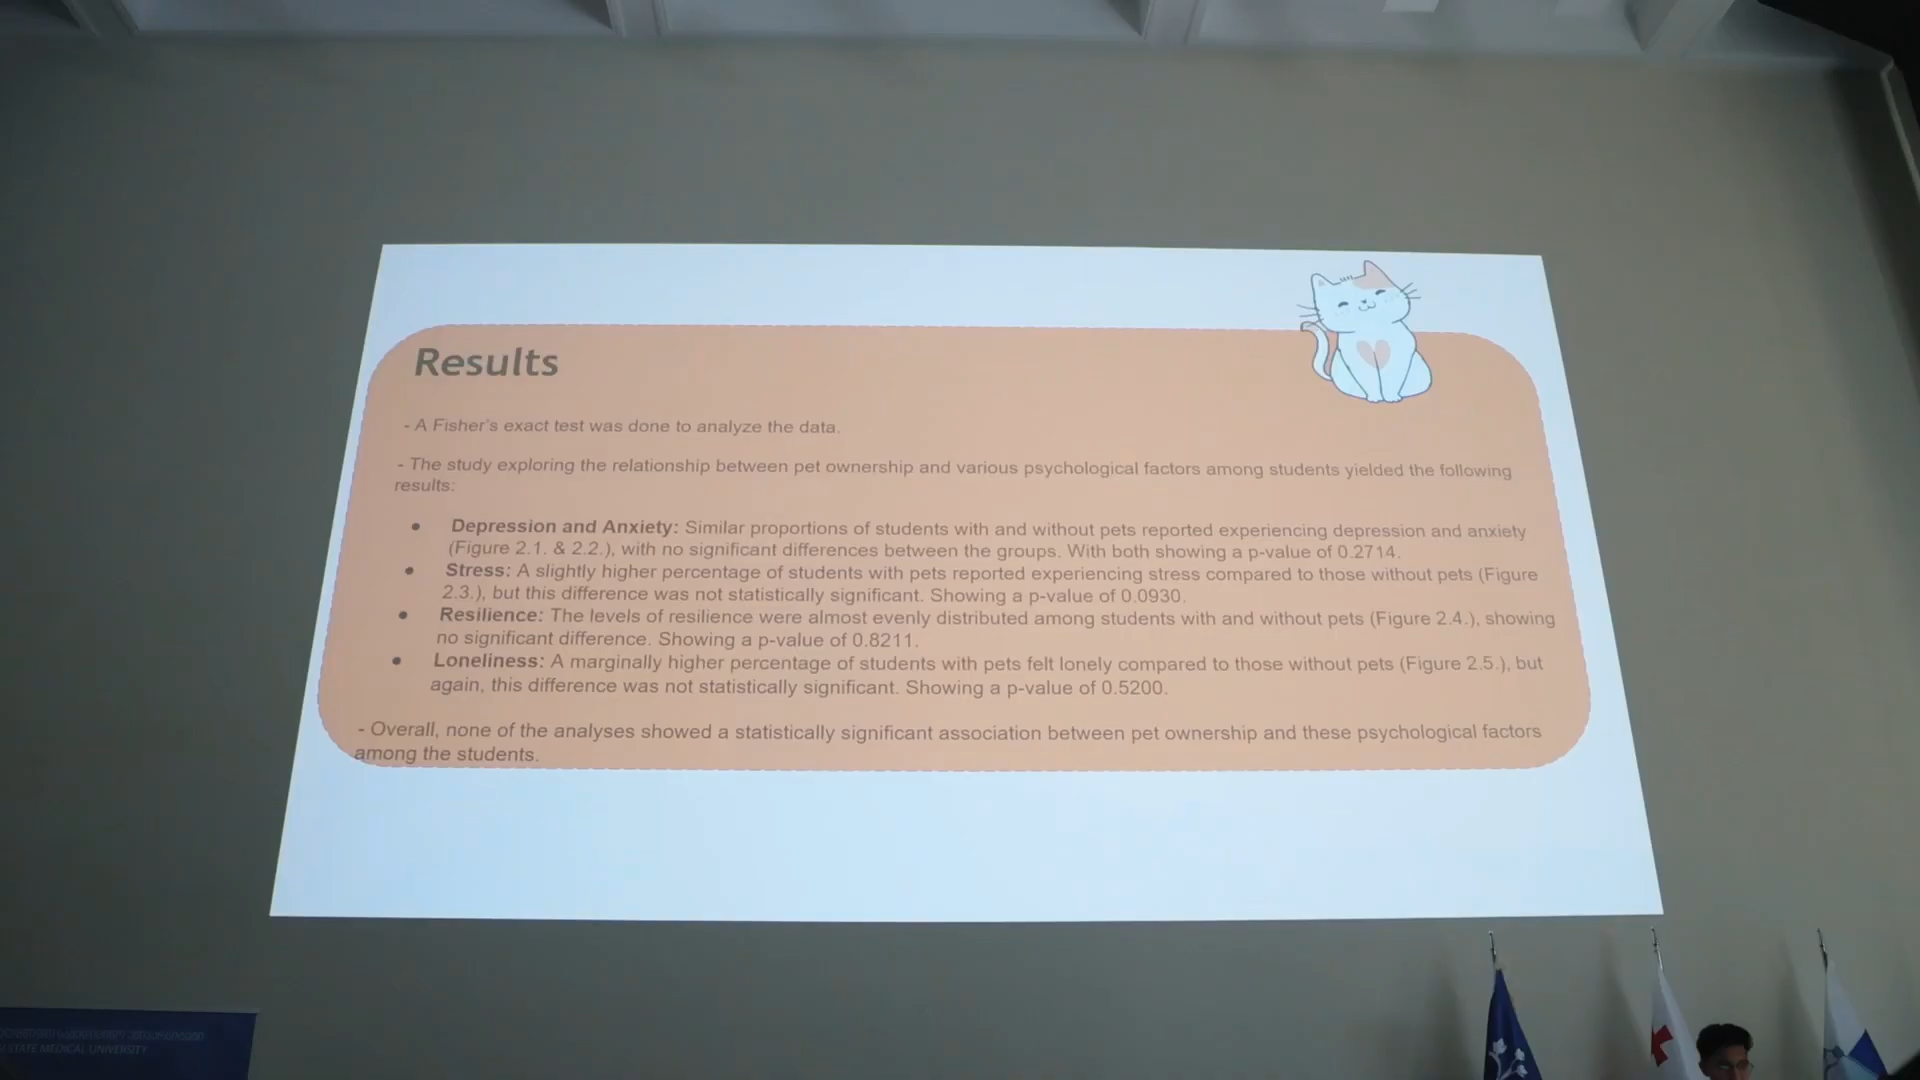 Results
- A Fisher's exact test was done to analyze the data.
- The study exploring the relationship between pet ownership and various psychological factors among students yielded the following
results:
● Depression and Anxiety: Similar proportions of students with and without pets reported experiencing depression and anxiety
(Figure 2.1. & 2.2.), with no significant differences between the groups. With both showing a p-value of 0.2714.
● Stress: A slightly higher percentage of students with pets reported experiencing stress compared to those without pets (Figure
2.3.), but this difference was not statistically significant. Showing a p-value of 0.0930.
● Resilience: The levels of resilience were almost evenly distributed among students with and without pets (Figure 2.4.), showing
no significant difference. Showing a p-value of 0.8211.
● Loneliness: A marginally higher percentage of students with pets felt lonely compared to those without pets (Figure 2.5.), but
again, this difference was not statistically significant. Showing a p-value of 0.5200.
- Overall, none of the analyses showed a statistically significant association between pet ownership and these psychological factors
among the students.
STATE MEDICAL UNIVERSITY